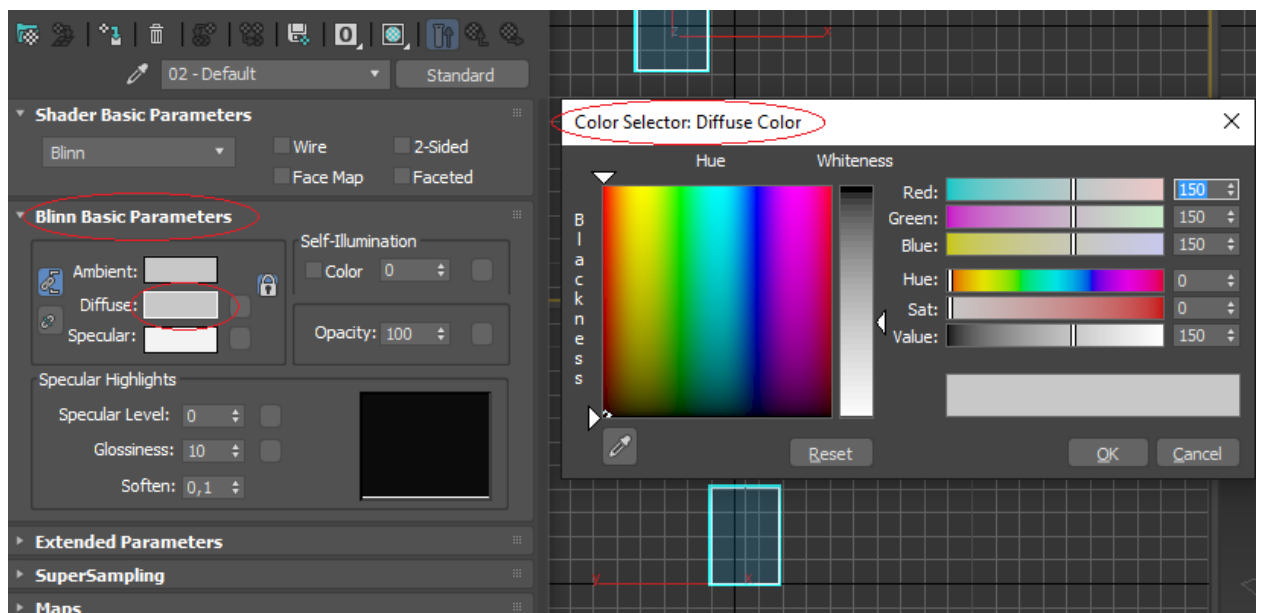 02 - Default
Standard
Shader Basic Parameters
Blinn
Wire
2-Sided
Face Map
Faceted
Blinn Basic Parameters
Self-Illumination
Ambient:
Color 0
Diffuse:
Specular:
Opacity: 100
Specular Highlights
Specular Level: 0
Glossiness: 10
Soften: 0,1
Extended Parameters
SuperSampling
Maps
z
x
Color Selector: Diffuse Color
Hue
Whiteness
Blackness
Red: 150
Green: 150
Blue: 150
Hue: 0
Sat: 0
Value: 150
Reset
OK
Cancel
y
x